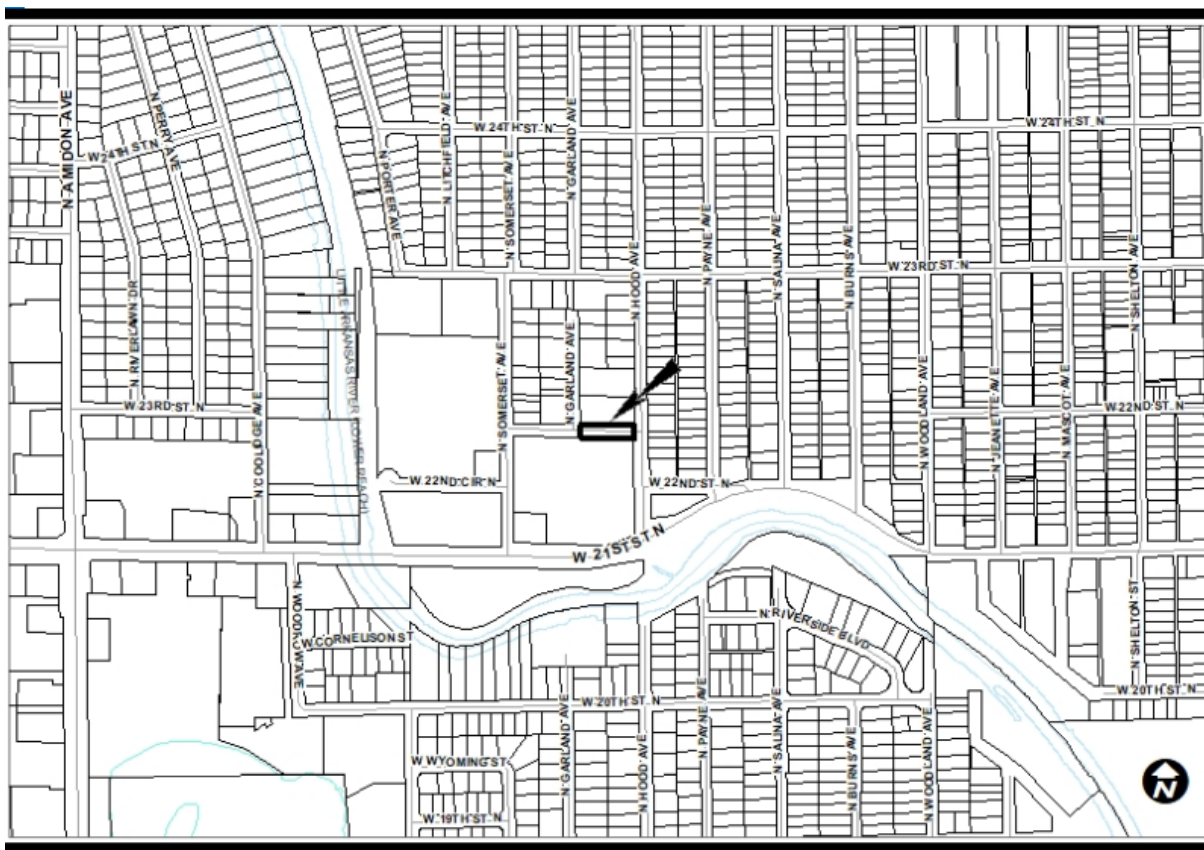 N AMIDON AVE
N PERRY AVE
W 24TH ST N
N PORTER AVE
N LITCHFIELD AVE
W 24TH ST N
N SOMERSET AVE
N GARLAND AVE
W 24TH ST N
N HOOD AVE
N PAYNE AVE
N SALINA AVE
N BURNS AVE
W 23RD ST N
N SHELTON AVE
N RIVERLAWN DR
LITTLE ARKANSAS RIVER (LOWER REACH)
N SOMERSET AVE
N GARLAND AVE
W 23RD ST N
N COOLIDGE AVE
N WOODLAND AVE
N JEANETTE AVE
N MASCOT AVE
W 22ND ST N
W 22ND CIR N
W 22ND ST N
W 21ST ST N
N WOODROW AVE
W CORNELISON ST
N RIVERSIDE BLVD
N SHELTON ST
W 20TH ST N
W 20TH ST N
N GARLAND AVE
N HOOD AVE
N PAYNE AVE
N SALINA AVE
N BURNS AVE
N WOODLAND AVE
W WYOMING ST
W 19TH ST N
N